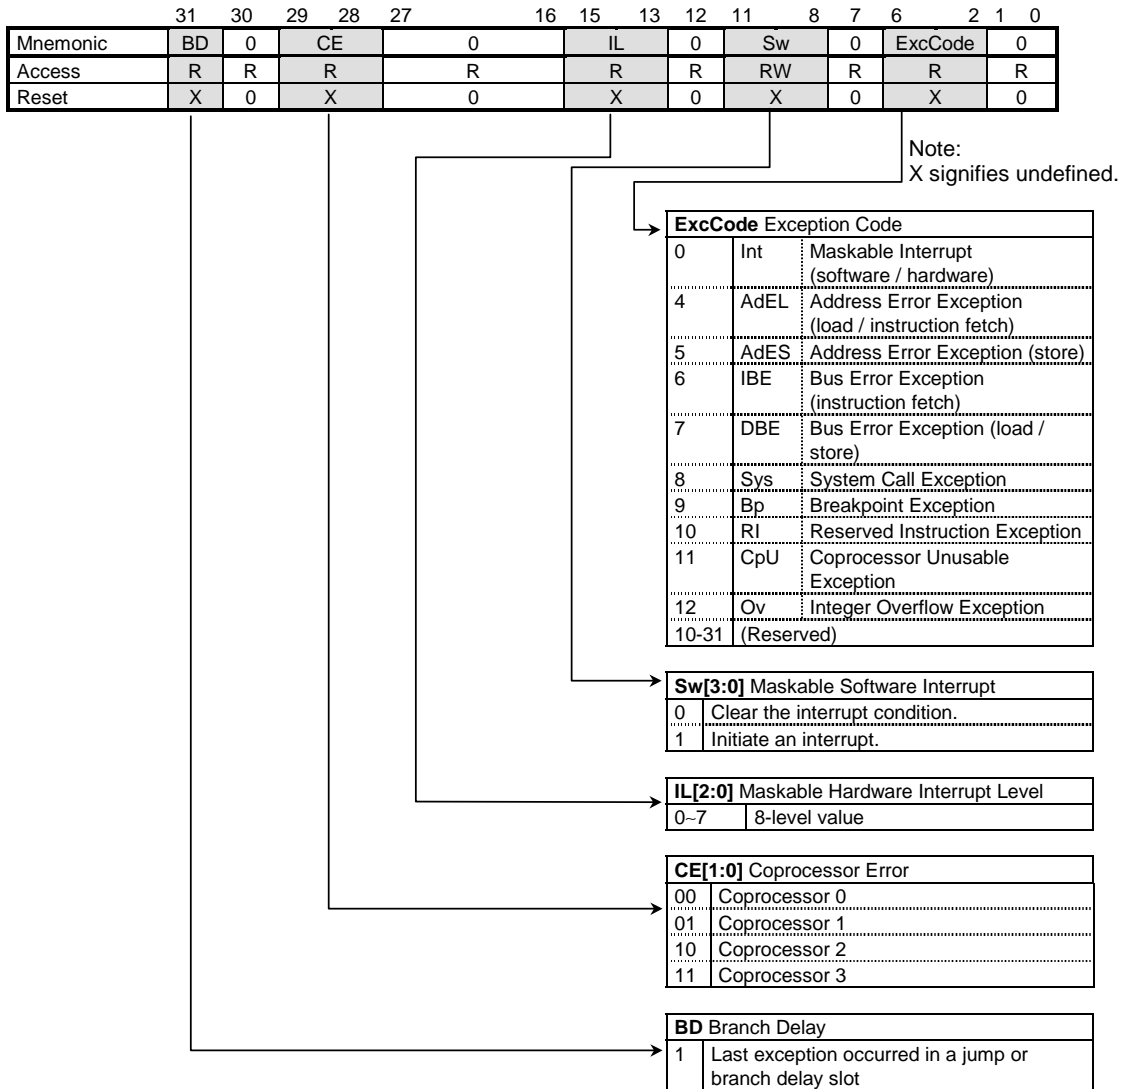 31 30 29 28 27 16 15 13 12 11 8 7 6 2 1 0
Mnemonic BD 0 CE 0 IL 0 Sw 0 ExcCode 0
Access R R R R R R RW R R R
Reset X 0 X 0 X 0 X 0 X 0
Note:
X signifies undefined.
ExcCode Exception Code
0 Int Maskable Interrupt
(software / hardware)
4 AdEL Address Error Exception
(load / instruction fetch)
5 AdES Address Error Exception (store)
6 IBE Bus Error Exception
(instruction fetch)
7 DBE Bus Error Exception (load /
store)
8 Sys System Call Exception
9 Bp Breakpoint Exception
10 RI Reserved Instruction Exception
11 CpU Coprocessor Unusable
Exception
12 Ov Integer Overflow Exception
10-31 (Reserved)
Sw[3:0] Maskable Software Interrupt
0 Clear the interrupt condition.
1 Initiate an interrupt.
IL[2:0] Maskable Hardware Interrupt Level
0~7 8-level value
CE[1:0] Coprocessor Error
00 Coprocessor 0
01 Coprocessor 1
10 Coprocessor 2
11 Coprocessor 3
BD Branch Delay
1 Last exception occurred in a jump or
branch delay slot